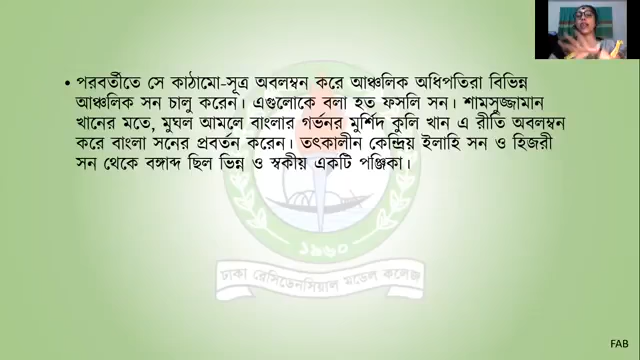 • পরবর্তীতে সে কাঠামো-সূত্র অবলম্বন করে আঞ্চলিক অধিপতিরা বিভিন্ন
আঞ্চলিক সন চালু করেন। এগুলোকে বলা হত ফসলি সন। শামসুজ্জামান
খানের মতে, মুঘল আমলে বাংলার গর্ভনর মুর্শিদ কুলি খান এ রীতি অবলম্বন
করে বাংলা সনের প্রবর্তন করেন। তৎকালীন কেন্দ্রিয় ইলাহি সন ও হিজরী
সন থেকে বঙ্গাব্দ ছিল ভিন্ন ও স্বকীয় একটি পঞ্জিকা।
১৯৬০
ঢাকা রেসিডেনসিয়াল মডেল কলেজ
FAB